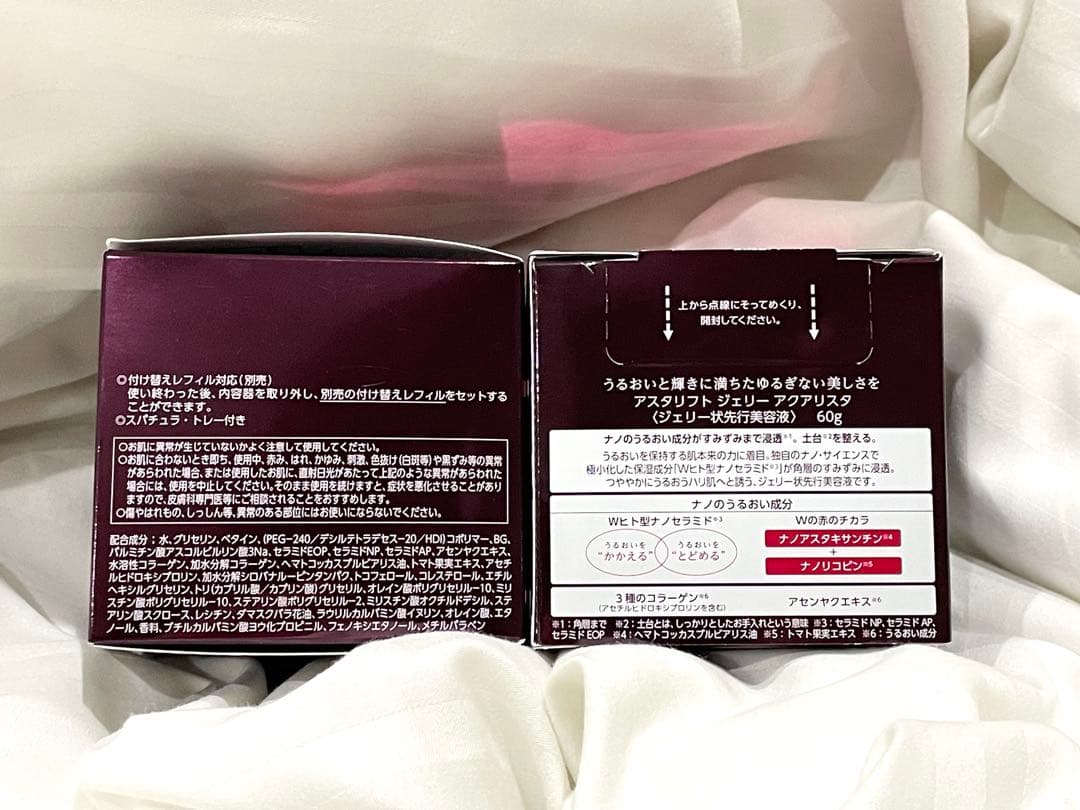 ◎付け替えレフィル対応(別売)
使い終わった後、内容器を取り外し、別売の付け替えレフィルをセットする
ことができます。
◎スパチュラ・トレー付き
○お肌に異常が生じていないかよく注意して使用してください。
○お肌に合わないとき即ち、使用中、赤み、はれ、かゆみ、刺激、色抜け(白斑等)や黒ずみ等の異常
があらわれた場合、または使用したお肌に、直射日光があたって上記のような異常があらわれた
場合には、使用を中止してください。そのまま使用を続けますと、症状を悪化させることがあり
ますので、皮膚科専門医等にご相談されることをおすすめします。
○傷やはれもの、しっしん等、異常のある部位にはお使いにならないでください。
配合成分：水、グリセリン、ベタイン、(PEG-240/デシルテトラデセス-20/HDI)コポリマー、BG、
パルミチン酸アスコルビルリン酸3Na、セラミドEOP、セラミドNP、セラミドAP、アセンヤクエキス、
水溶性コラーゲン、加水分解コラーゲン、ヘマトコッカスプルビアリス油、トマト果実エキス、アセチ
ルヒドロキシプロリン、加水分解シロバナルーピンタンパク、トコフェロール、コレステロール、エチル
ヘキシルグリセリン、トリ(カプリル酸/カプリン酸)グリセリル、オレイン酸ポリグリセリル-10、ミリ
スチン酸ポリグリセリル-10、ステアリン酸ポリグリセリル-2、ミリスチン酸オクチルドデシル、ステ
アリン酸スクロース、レシチン、ダマスクバラ花油、ラウリルカルバミン酸イヌリン、オレイン酸、エタ
ノール、香料、ブチルカルバミン酸ヨウ化プロピニル、フェノキシエタノール、メチルパラベン
上から点線にそってめくり、
開封してください。
うるおいと輝きに満ちたゆるぎない美しさを
アスタリフト ジェリー アクアリスタ
〈ジェリー状先行美容液〉 60g
ナノのうるおい成分がすみずみまで浸透※1。土台※2を整える。
うるおいを保持する肌本来の力に着目。独自のナノ・サイエンスで
極小化した保湿成分「Wヒト型ナノセラミド※3」が角層のすみずみに浸透。
つややかにうるおうハリ肌へと誘う、ジェリー状先行美容液です。
ナノのうるおい成分
Wヒト型ナノセラミド※3
うるおいを
“かかえる”
うるおいを
“とどめる”
Wの赤のチカラ
ナノアスタキサンチン※4
+
ナノリコピン※5
3種のコラーゲン※6
(アセチルヒドロキシプロリンを含む)
アセンヤクエキス※6
※1：角層まで ※2：土台とは、しっかりとしたお手入れという意味 ※3：セラミド NP、セラミド AP、
セラミド EOP ※4：ヘマトコッカスプルビアリス油 ※5：トマト果実エキス ※6：うるおい成分